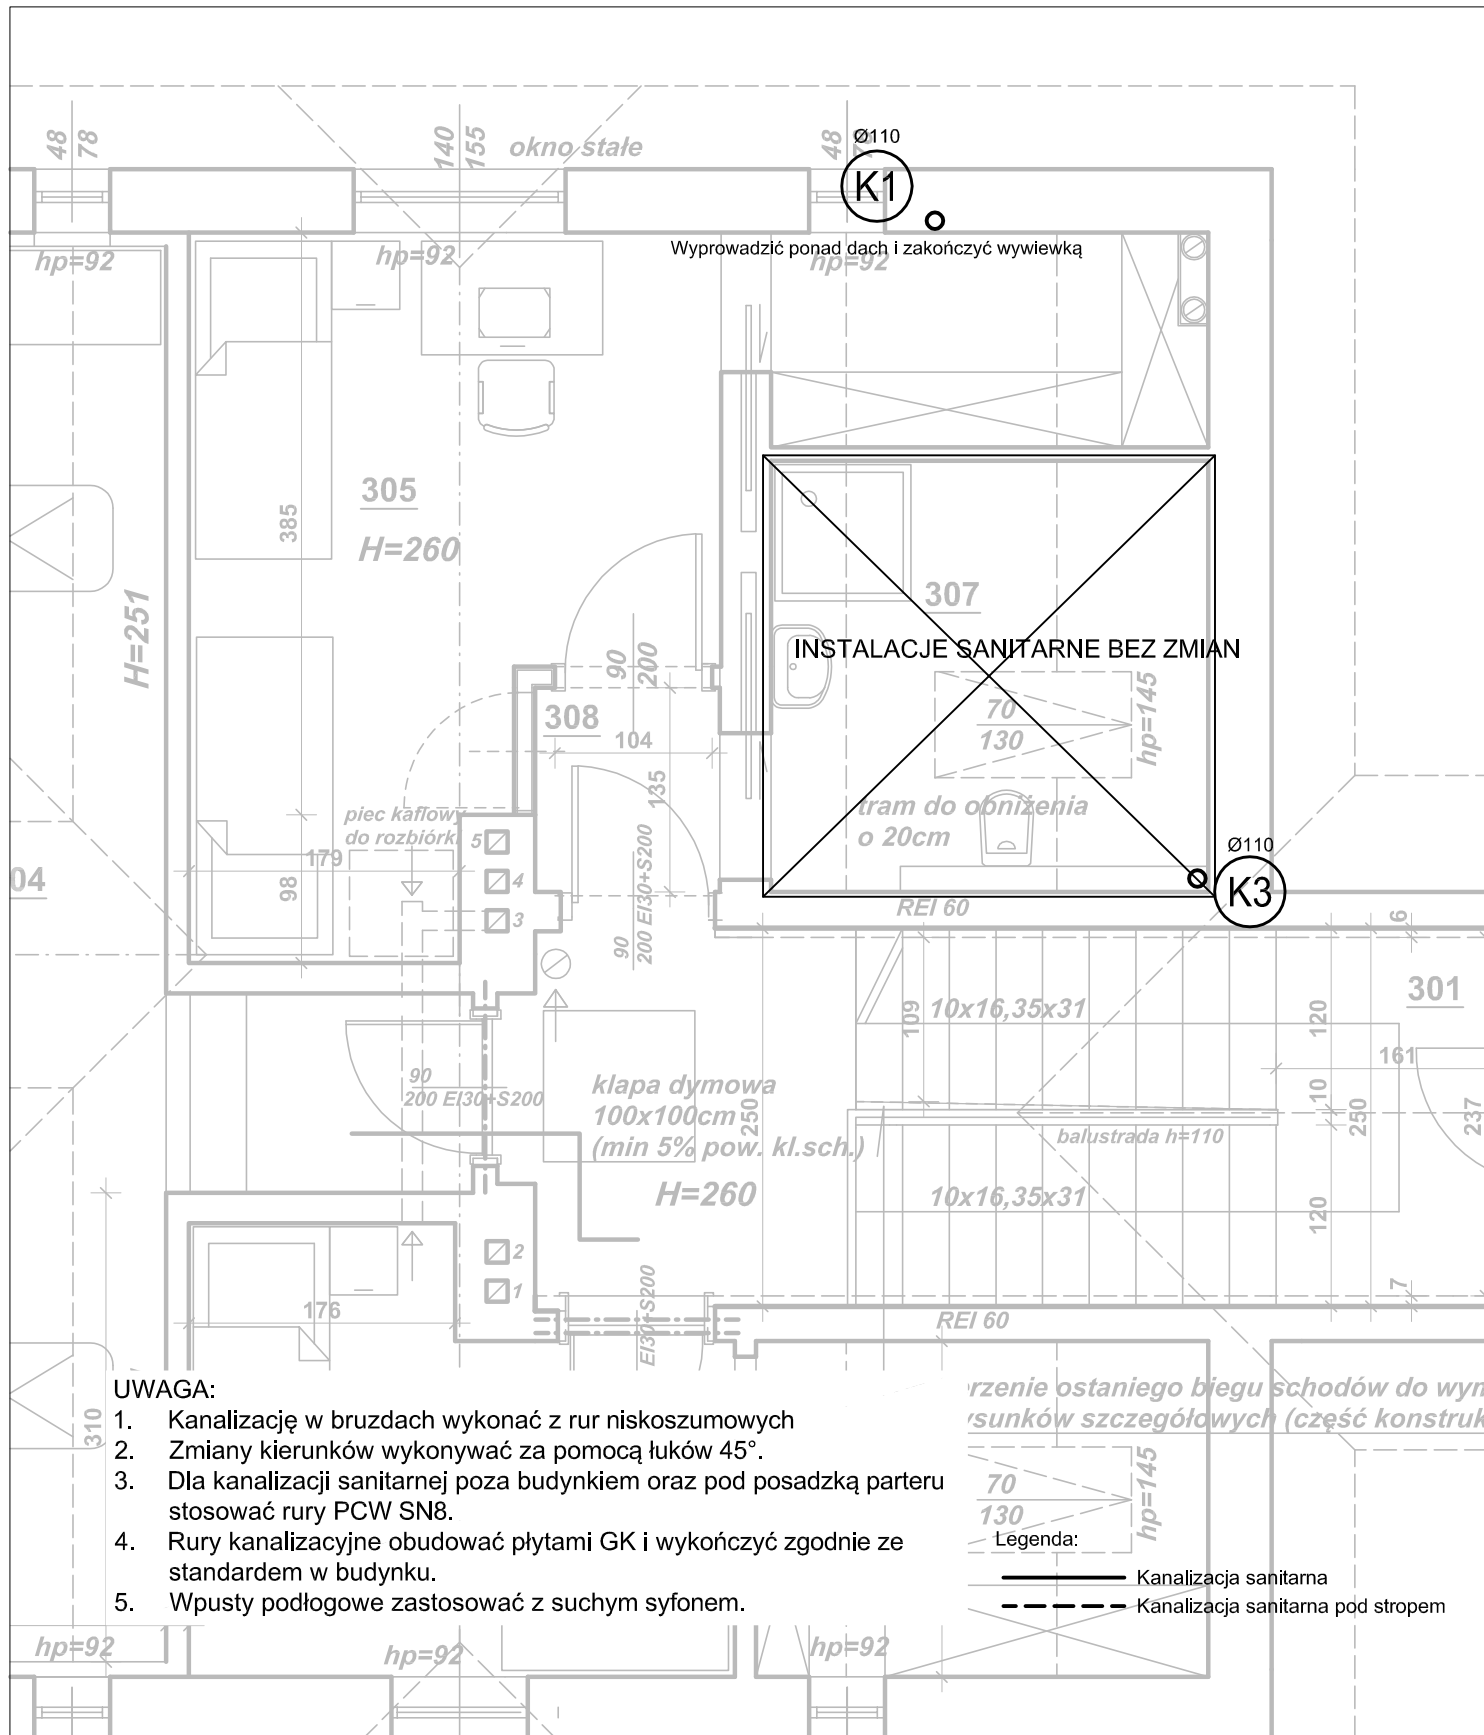 48
78
140
155
okno stałe
48
Ø110
K1
Wyprowadzić ponad dach i zakończyć wywiewką
hp=92
hp=92
hp=92
305
H=260
385
H=251
307
INSTALACJE SANITARNE BEZ ZMIAN
90
200
308
104
135
70
130
hp=145
tram do obniżenia
o 20cm
piec kaflowy
do rozbiórki
179
98
5
4
3
04
90
200 EI30+S200
Ø110
K3
REI 60
6
301
109
10x16,35x31
120
161
90
200 EI30+S200
klapa dymowa
100x100cm
(min 5% pow. kl.sch.)
250
10
250
237
balustrada h=110
H=260
10x16,35x31
120
2
1
176
EI30+S200
7
REI 60
310
UWAGA:
1. Kanalizację w bruzdach wykonać z rur niskoszumowych
2. Zmiany kierunków wykonywać za pomocą łuków 45°.
3. Dla kanalizacji sanitarnej poza budynkiem oraz pod posadzką parteru
stosować rury PCW SN8.
4. Rury kanalizacyjne obudować płytami GK i wykończyć zgodnie ze
standardem w budynku.
5. Wpusty podłogowe zastosować z suchym syfonem.
rzenie ostaniego biegu schodów do wym
ysunków szczegółowych (część konstruk
70
130
hp=145
Legenda:
Kanalizacja sanitarna
Kanalizacja sanitarna pod stropem
hp=92
hp=92
hp=92